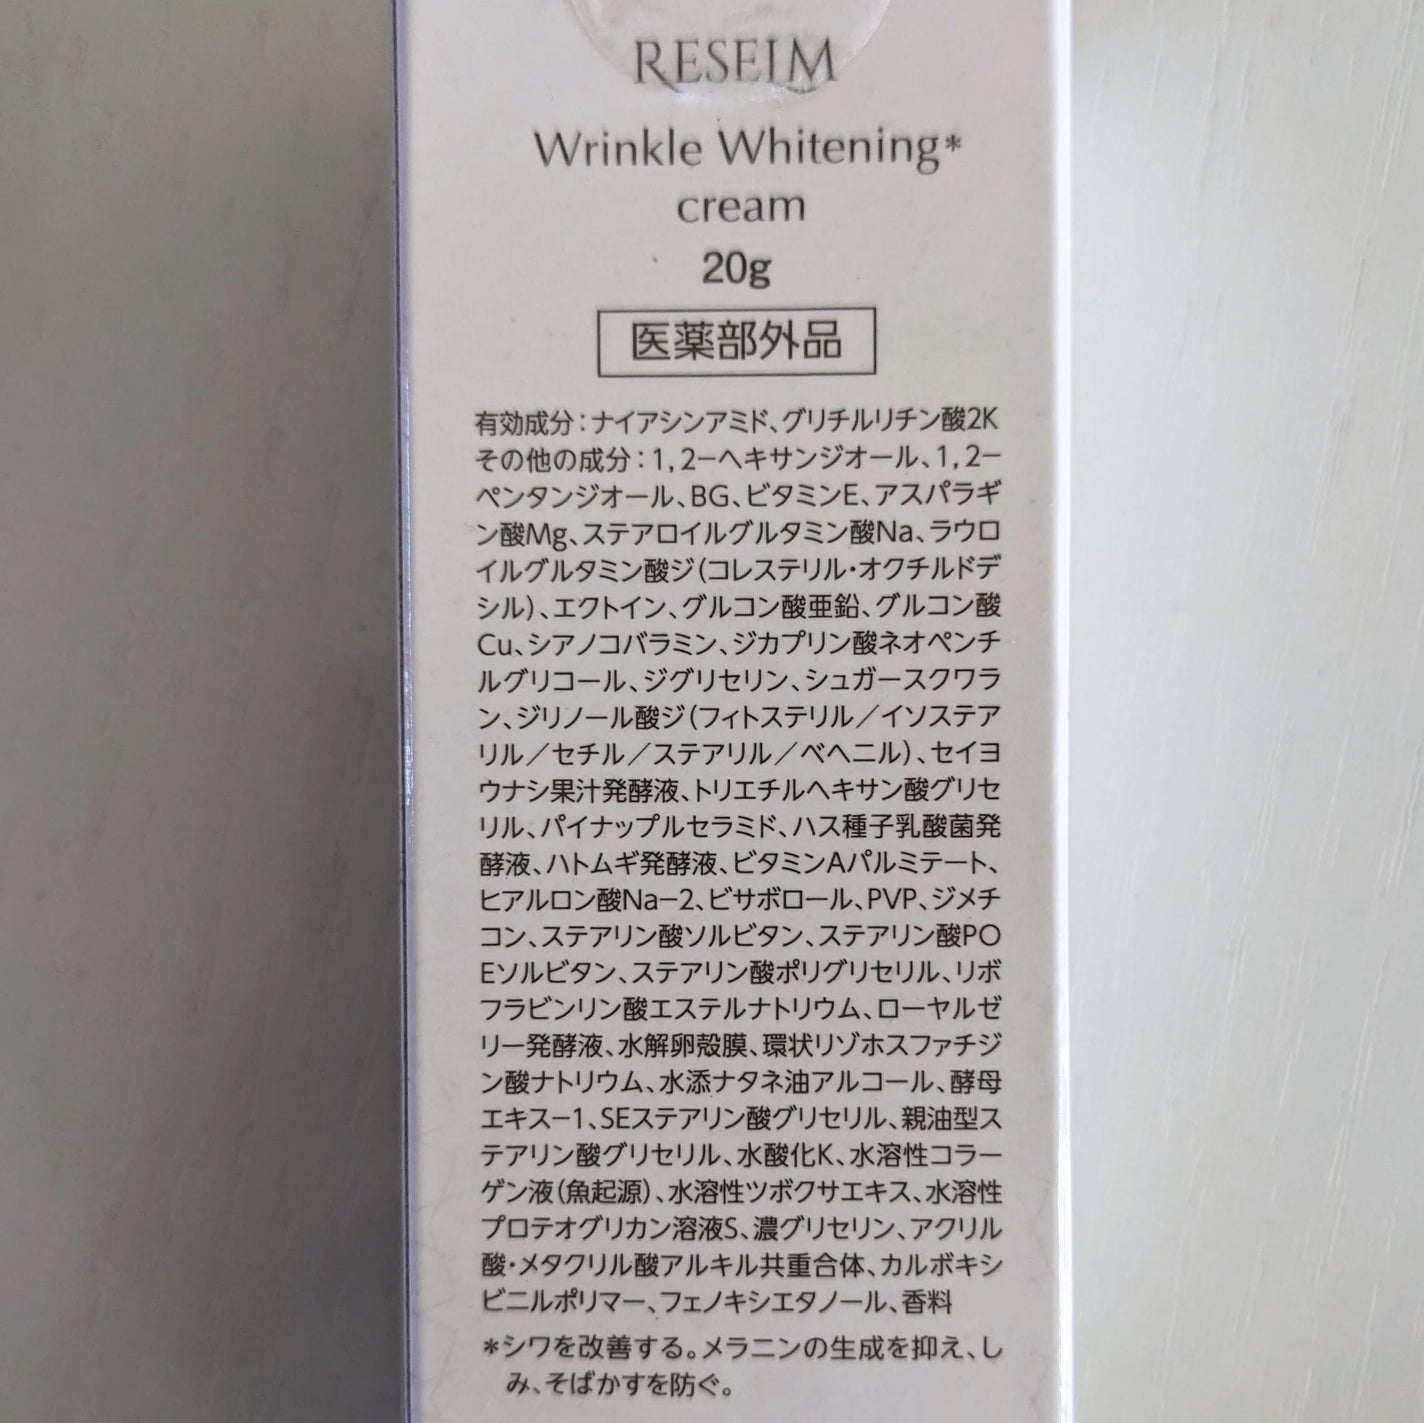 RESEIM
Wrinkle Whitening*
cream
20g
医薬部外品
有効成分：ナイアシンアミド、グリチルリチン酸2K
その他の成分：1,2−ヘキサンジオール、1,2−
ペンタンジオール、BG、ビタミンE、アスパラギ
ン酸Mg、ステアロイルグルタミン酸Na、ラウロ
イルグルタミン酸ジ（コレステリル・オクチルドデ
シル）、エクトイン、グルコン酸亜鉛、グルコン酸
Cu、シアノコバラミン、ジカプリン酸ネオペンチ
ルグリコール、ジグリセリン、シュガースクワラ
ン、ジリノール酸ジ（フィトステリル／イソステア
リル／セチル／ステアリル／ベヘニル）、セイヨ
ウナシ果汁発酵液、トリエチルヘキサン酸グリセ
リル、パイナップルセラミド、ハス種子乳酸菌発
酵液、ハトムギ発酵液、ビタミンAパルミテート、
ヒアルロン酸Na−2、ビサボロール、PVP、ジメチ
コン、ステアリン酸ソルビタン、ステアリン酸PO
Eソルビタン、ステアリン酸ポリグリセリル、リボ
フラビンリン酸エステルナトリウム、ローヤルゼ
リー発酵液、水解卵殻膜、環状リゾホスファチジ
ン酸ナトリウム、水添ナタネ油アルコール、酵母
エキス−1、SEステアリン酸グリセリル、親油型ス
テアリン酸グリセリル、水酸化K、水溶性コラー
ゲン液（魚起源）、水溶性ツボクサエキス、水溶性
プロテオグリカン溶液S、濃グリセリン、アクリル
酸・メタクリル酸アルキル共重合体、カルボキシ
ビニルポリマー、フェノキシエタノール、香料
*シワを改善する。メラニンの生成を抑え、し
み、そばかすを防ぐ。